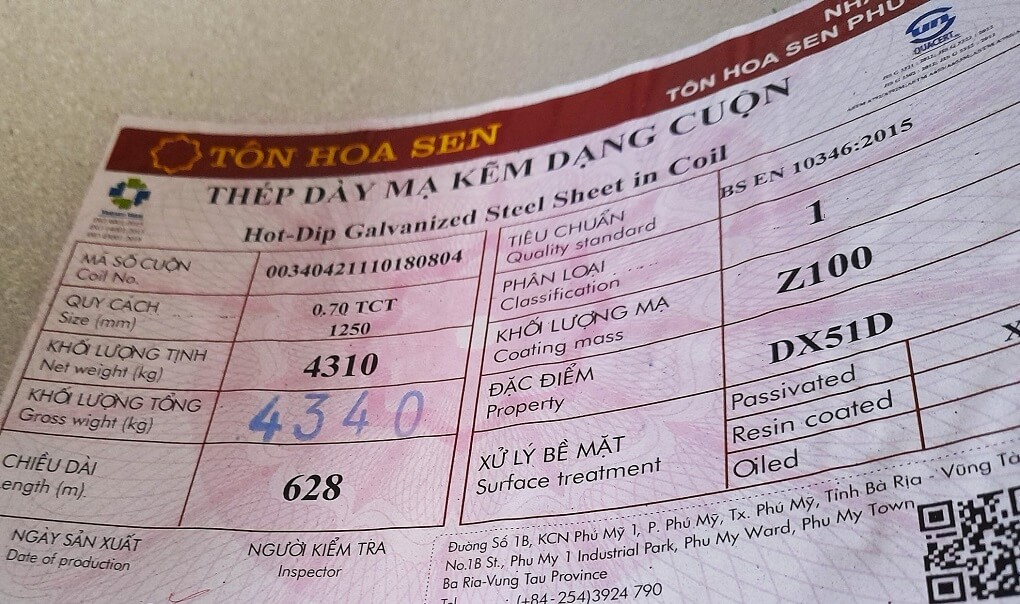 NH
TÔN HOA SEN PHÚ
QUACERT
TÔN HOA SEN
THÉP DÀY MẠ KẼM DẠNG CUỘN
Hot-Dip Galvanized Steel Sheet in Coil
MÃ SỐ CUỘN
Coil No.
00340421110180804
QUY CÁCH
Size (mm)
0.70 TCT
1250
KHỐI LƯỢNG TỊNH
Net weight (kg)
4310
KHỐI LƯỢNG TỔNG
Gross wight (kg)
4340
CHIỀU DÀI
ength (m).
628
TIÊU CHUẨN
Quality standard
BS EN 10346:2015
PHÂN LOẠI
Classification
1
KHỐI LƯỢNG MẠ
Coating mass
Z100
ĐẶC ĐIỂM
Property
DX51D
XỬ LÝ BỀ MẶT
Surface treatment
Passivated
X
Resin coated
Oiled
NGÀY SẢN XUẤT
Date of production
NGƯỜI KIỂM TRA
Inspector
Đường Số 1B, KCN Phú Mỹ 1, P. Phú Mỹ, Tx. Phú Mỹ, Tỉnh Bà Rịa - Vũng Tà
No.1B St., Phu My 1 Industrial Park, Phu My Ward, Phu My Town
Ba Ria-Vung Tau Province
(+84-254)3924 790